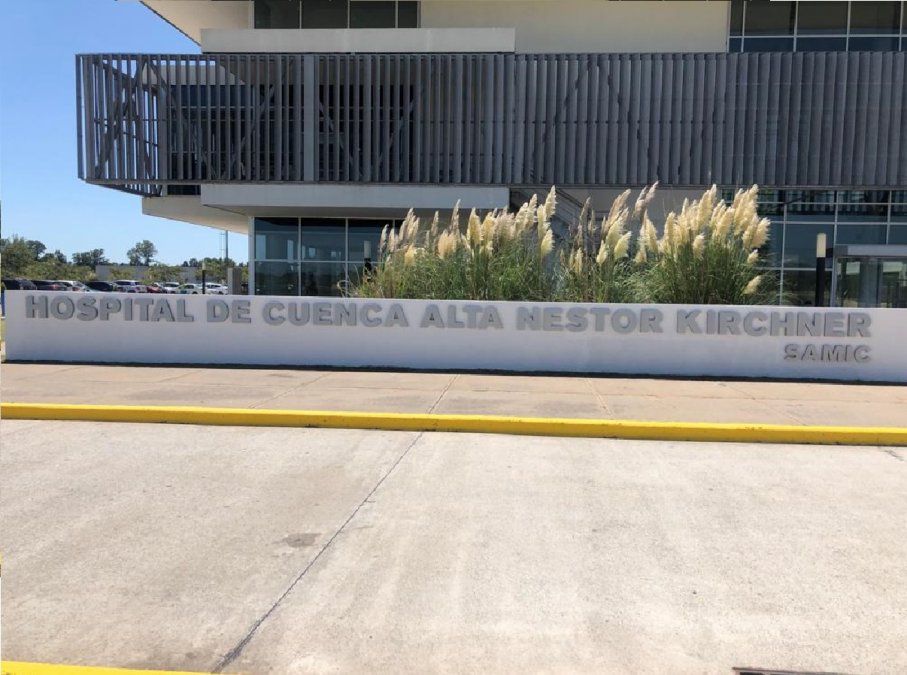 HOSPITAL DE CUENCA ALTA NESTOR KIRCHNER
SAMIC